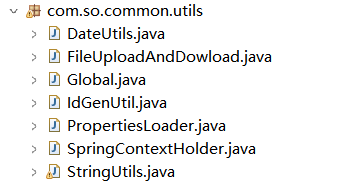 com.so.common.utils
DateUtils.java
FileUploadAndDowload.java
Global.java
IdGenUtil.java
PropertiesLoader.java
SpringContextHolder.java
StringUtils.java